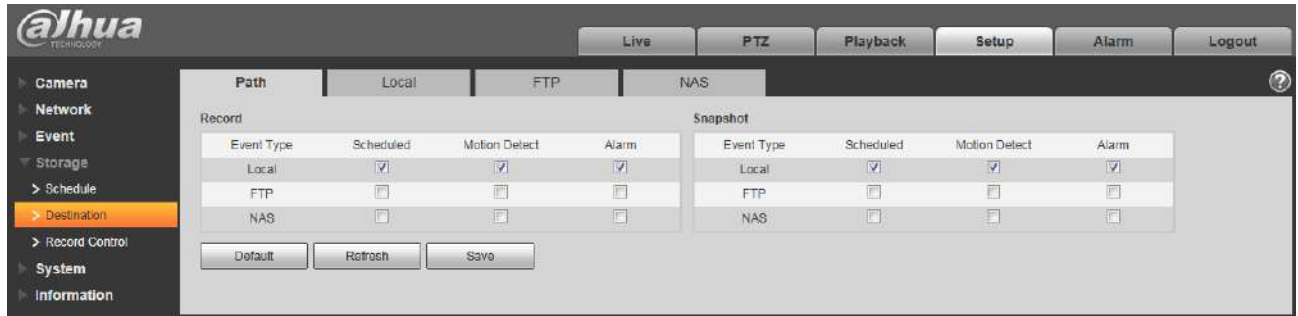 alhua
TECHNOLOGY
Live PTZ Playback Setup Alarm Logout
Camera
Network
Event
Storage
> Schedule
> Destination
> Record Control
System
Information
Path Local FTP NAS
?
Record
Event Type Scheduled Motion Detect Alarm
Local
FTP
NAS
Snapshot
Event Type Scheduled Motion Detect Alarm
Local
FTP
NAS
Default Refresh Save